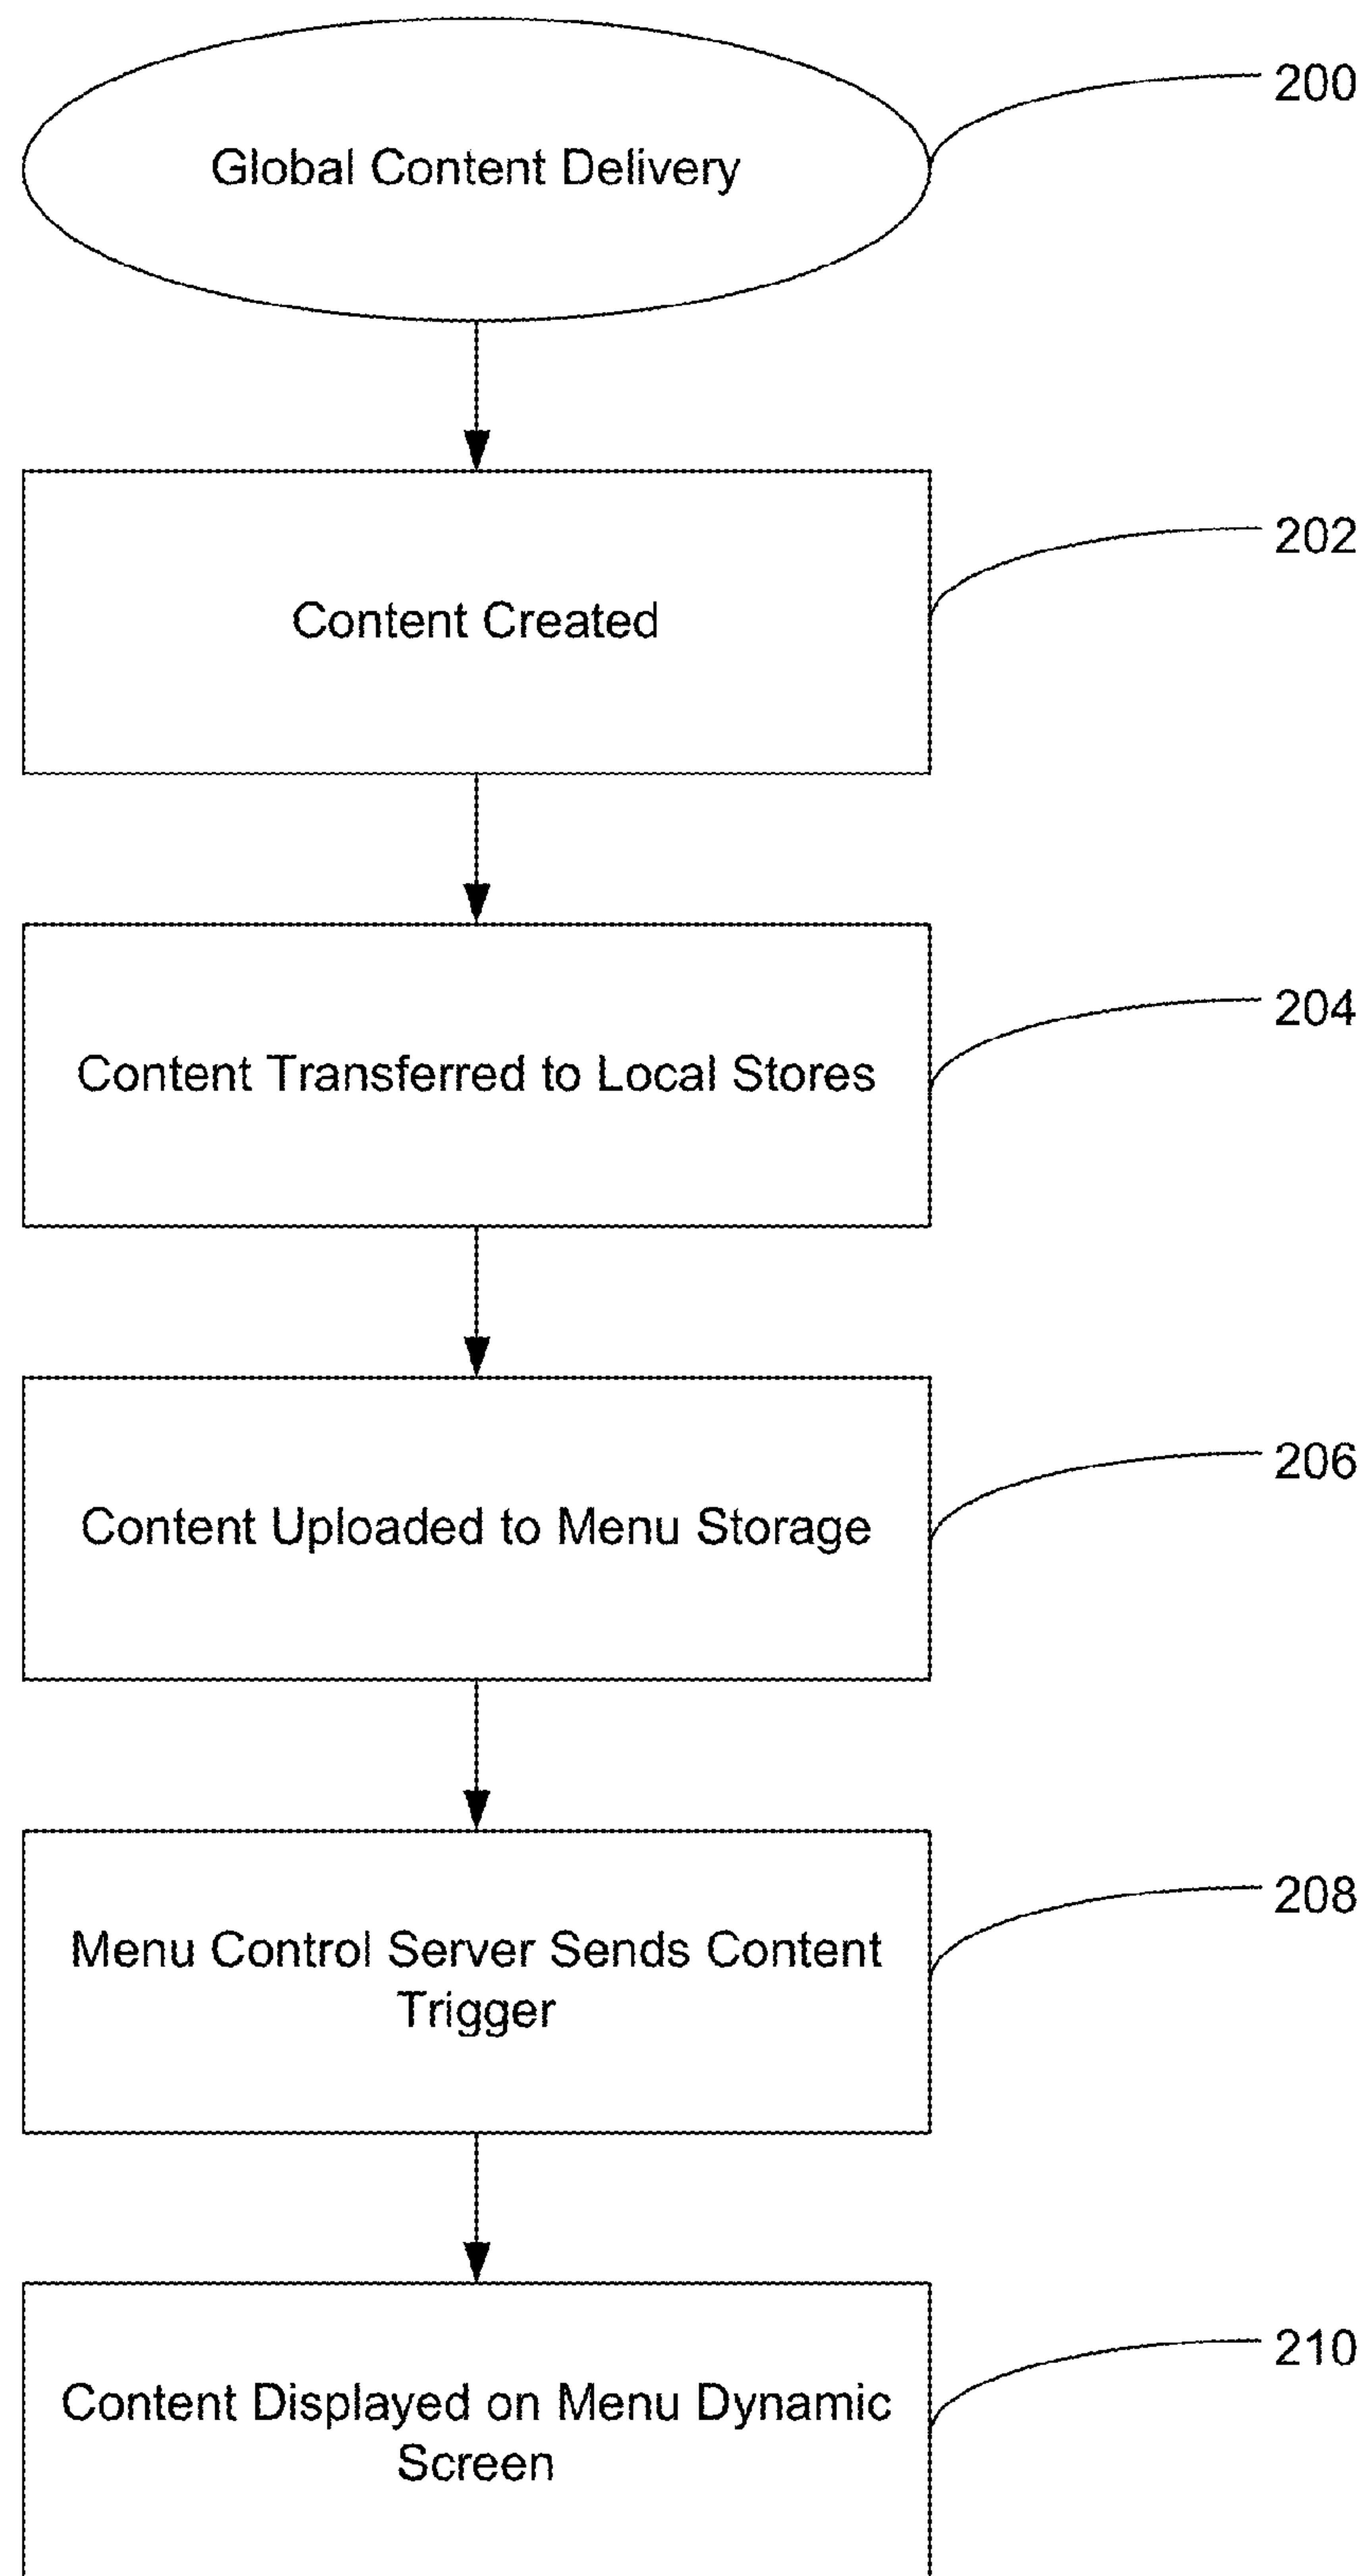 Global Content Delivery
200
Content Created
202
Content Transferred to Local Stores
204
Content Uploaded to Menu Storage
206
Menu Control Server Sends Content
Trigger
208
Content Displayed on Menu Dynamic
Screen
210